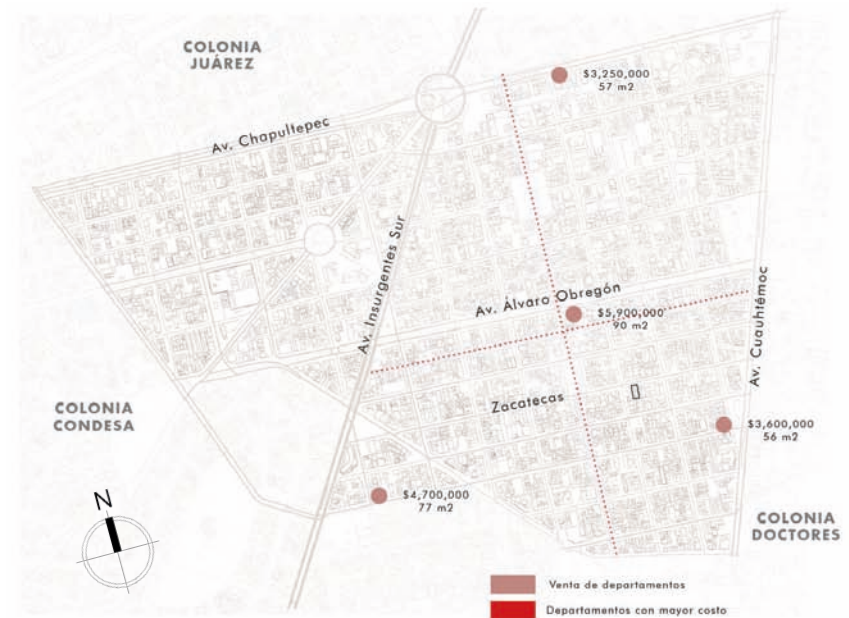 COLONIA
JUÁREZ
$3,250,000
57 m2
Av. Chapultepec
Av. Insurgentes Sur
Av. Álvaro Obregón
$5,900,000
90 m2
Av. Cuauhtémoc
Zacatecas
COLONIA
CONDESA
$3,600,000
56 m2
$4,700,000
77 m2
N
COLONIA
DOCTORES
Venta de departamentos
Departamentos con mayor costo